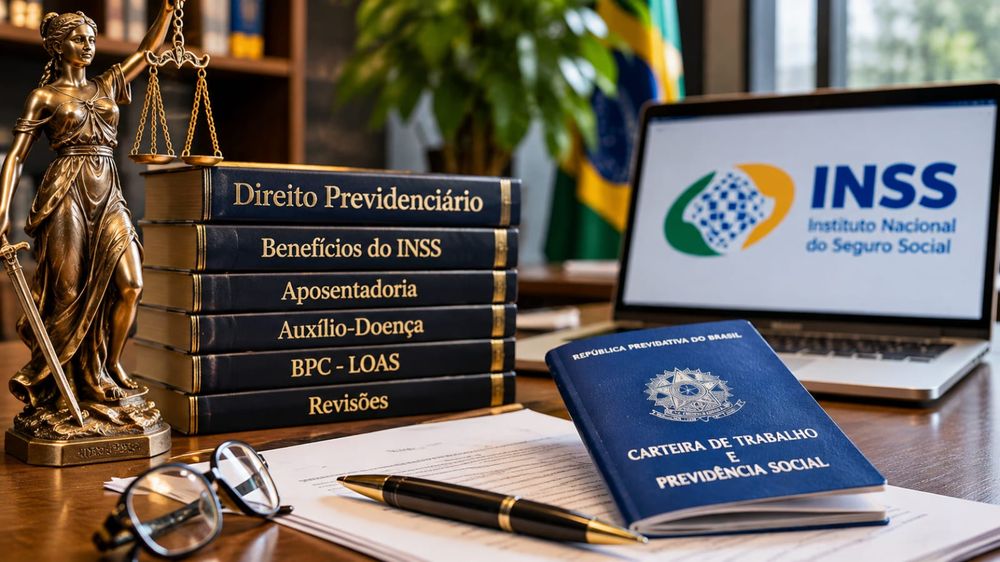 Direito Previdenciário
Benefícios do INSS
Aposentadoria
Auxílio-Doença
BPC - LOAS
Revisões
INSS
Instituto Nacional
do Seguro Social
REPÚBLICA PREVIDATIVA DO BRASIL
CARTEIRA DE TRABALHO
E
PREVIDÊNCIA SOCIAL